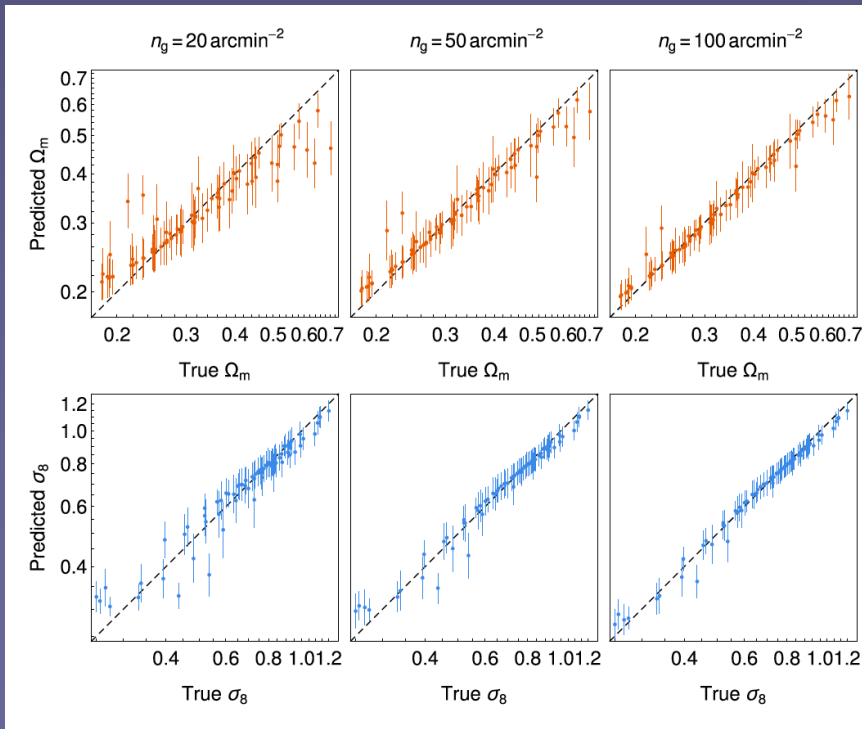 n_g = 20 arcmin⁻² n_g = 50 arcmin⁻² n_g = 100 arcmin⁻²
0.7
0.6
0.5
0.4
0.3
0.2
Predicted Ω_m
0.2 0.3 0.4 0.5 0.6 0.7 0.2 0.3 0.4 0.5 0.6 0.7 0.2 0.3 0.4 0.5 0.6 0.7
True Ω_m True Ω_m True Ω_m
1.2
1.0
0.8
0.6
0.4
Predicted σ₈
0.4 0.6 0.8 1.0 1.2 0.4 0.6 0.8 1.0 1.2 0.4 0.6 0.8 1.0 1.2
True σ₈ True σ₈ True σ₈